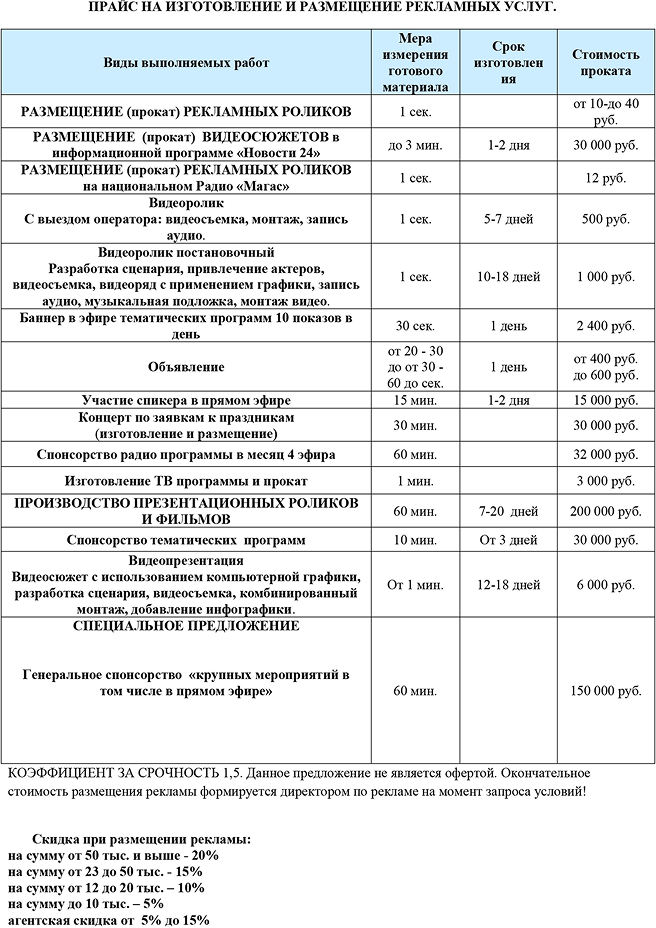 ПРАЙС НА ИЗГОТОВЛЕНИЕ И РАЗМЕЩЕНИЕ РЕКЛАМНЫХ УСЛУГ.
Виды выполняемых работ
Мера
измерения
готового
материала
Срок
изготовлен
ия
Стоимость
проката
РАЗМЕЩЕНИЕ (прокат) РЕКЛАМНЫХ РОЛИКОВ
1 сек.
от 10-до 40
руб.
РАЗМЕЩЕНИЕ (прокат) ВИДЕОСЮЖЕТОВ в
информационной программе «Новости 24»
до 3 мин.
1-2 дня
30 000 руб.
РАЗМЕЩЕНИЕ (прокат) РЕКЛАМНЫХ РОЛИКОВ
на национальном Радио «Магас»
1 сек.
12 руб.
Видеоролик
С выездом оператора: видеосъемка, монтаж, запись
аудио.
1 сек.
5-7 дней
500 руб.
Видеоролик постановочный
Разработка сценария, привлечение актеров,
видеосъемка, видеоряд с применением графики, запись
аудио, музыкальная подложка, монтаж видео.
1 сек.
10-18 дней
1 000 руб.
Баннер в эфире тематических программ 10 показов в
день
30 сек.
1 день
2 400 руб.
Объявление
от 20 - 30
до от 30 -
60 до сек.
1 день
от 400 руб.
до 600 руб.
Участие спикера в прямом эфире
15 мин.
1-2 дня
15 000 руб.
Концерт по заявкам к праздникам
(изготовление и размещение)
30 мин.
30 000 руб.
Спонсорство радио программы в месяц 4 эфира
60 мин.
32 000 руб.
Изготовление ТВ программы и прокат
1 мин.
3 000 руб.
ПРОИЗВОДСТВО ПРЕЗЕНТАЦИОННЫХ РОЛИКОВ
И ФИЛЬМОВ
60 мин.
7-20 дней
200 000 руб.
Спонсорство тематических программ
10 мин.
От 3 дней
30 000 руб.
Видеопрезентация
Видеосюжет с использованием компьютерной графики,
разработка сценария, видеосъемка, комбинированный
монтаж, добавление инфографики.
От 1 мин.
12-18 дней
6 000 руб.
СПЕЦИАЛЬНОЕ ПРЕДЛОЖЕНИЕ
Генеральное спонсорство «крупных мероприятий в
том числе в прямом эфире»
60 мин.
150 000 руб.
КОЭФФИЦИЕНТ ЗА СРОЧНОСТЬ 1,5. Данное предложение не является офертой. Окончательное
стоимость размещения рекламы формируется директором по рекламе на момент запроса условий!
Скидка при размещении рекламы:
на сумму от 50 тыс. и выше - 20%
на сумму от 23 до 50 тыс. - 15%
на сумму от 12 до 20 тыс. – 10%
на сумму до 10 тыс. – 5%
агентская скидка от 5% до 15%